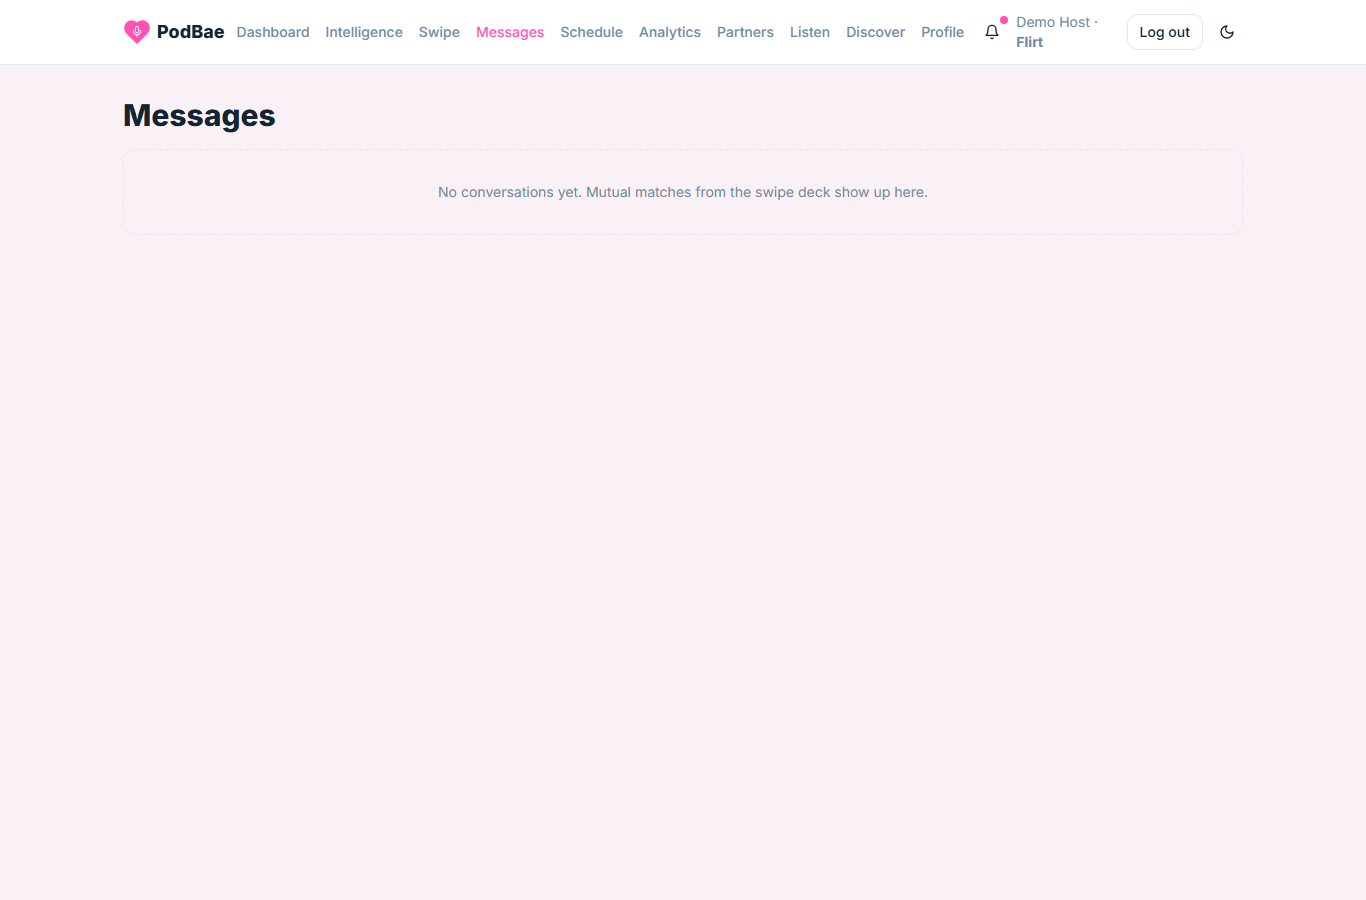 PodBae Dashboard Intelligence Swipe Messages Schedule Analytics Partners Listen Discover Profile Demo Host · Log out
Flirt
Messages
No conversations yet. Mutual matches from the swipe deck show up here.